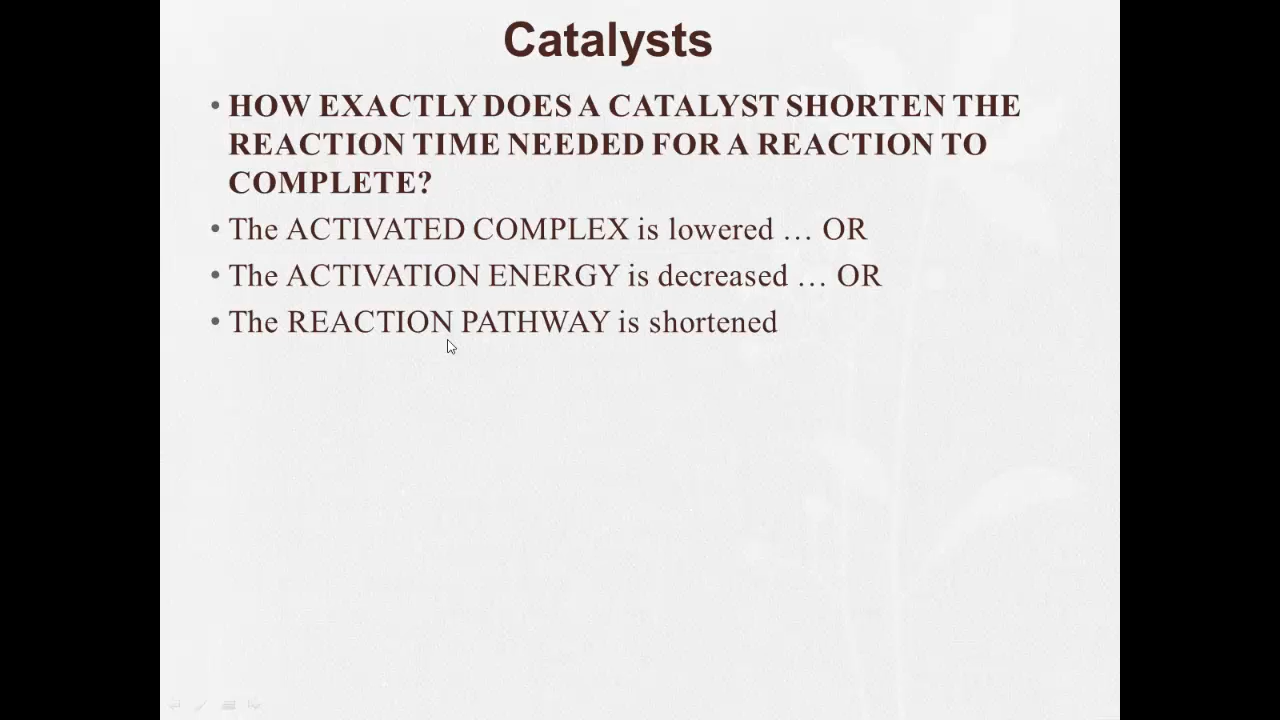 Catalysts
• HOW EXACTLY DOES A CATALYST SHORTEN THE
REACTION TIME NEEDED FOR A REACTION TO
COMPLETE?
• The ACTIVATED COMPLEX is lowered … OR
• The ACTIVATION ENERGY is decreased … OR
• The REACTION PATHWAY is shortened